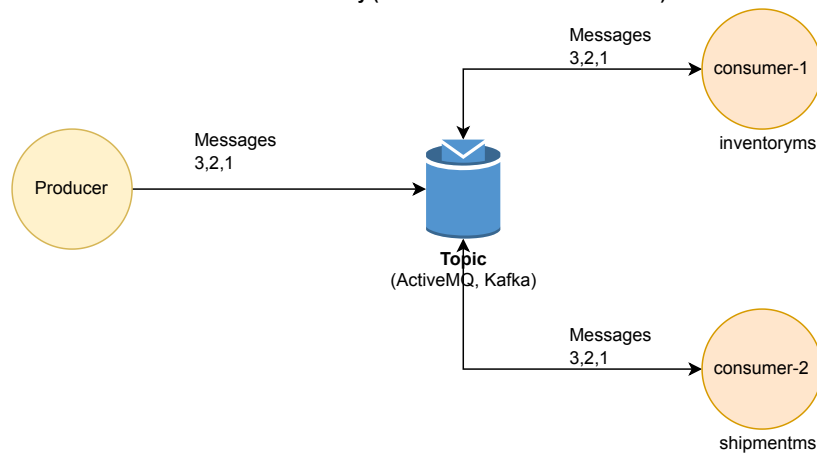 Messages
3,2,1
consumer-1
inventoryms
Messages
3,2,1
Producer
Topic
(ActiveMQ, Kafka)
Messages
3,2,1
consumer-2
shipmentms